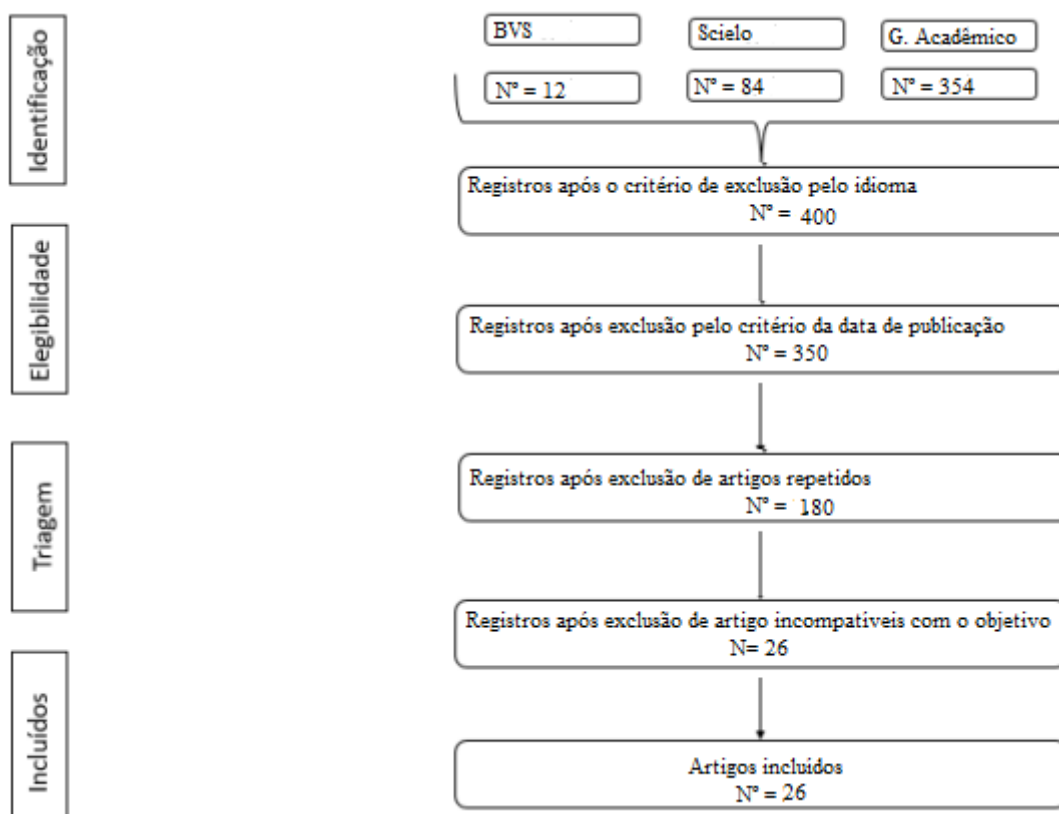 Identificação
BVS
Scielo
G. Acadêmico
Nº = 12
Nº = 84
Nº = 354
Registros após o critério de exclusão pelo idioma
Nº = 400
Elegibilidade
Registros após exclusão pelo critério da data de publicação
Nº = 350
Triagem
Registros após exclusão de artigos repetidos
Nº = 180
Registros após exclusão de artigo incompatíveis com o objetivo
N= 26
Incluídos
Artigos incluidos
Nº = 26